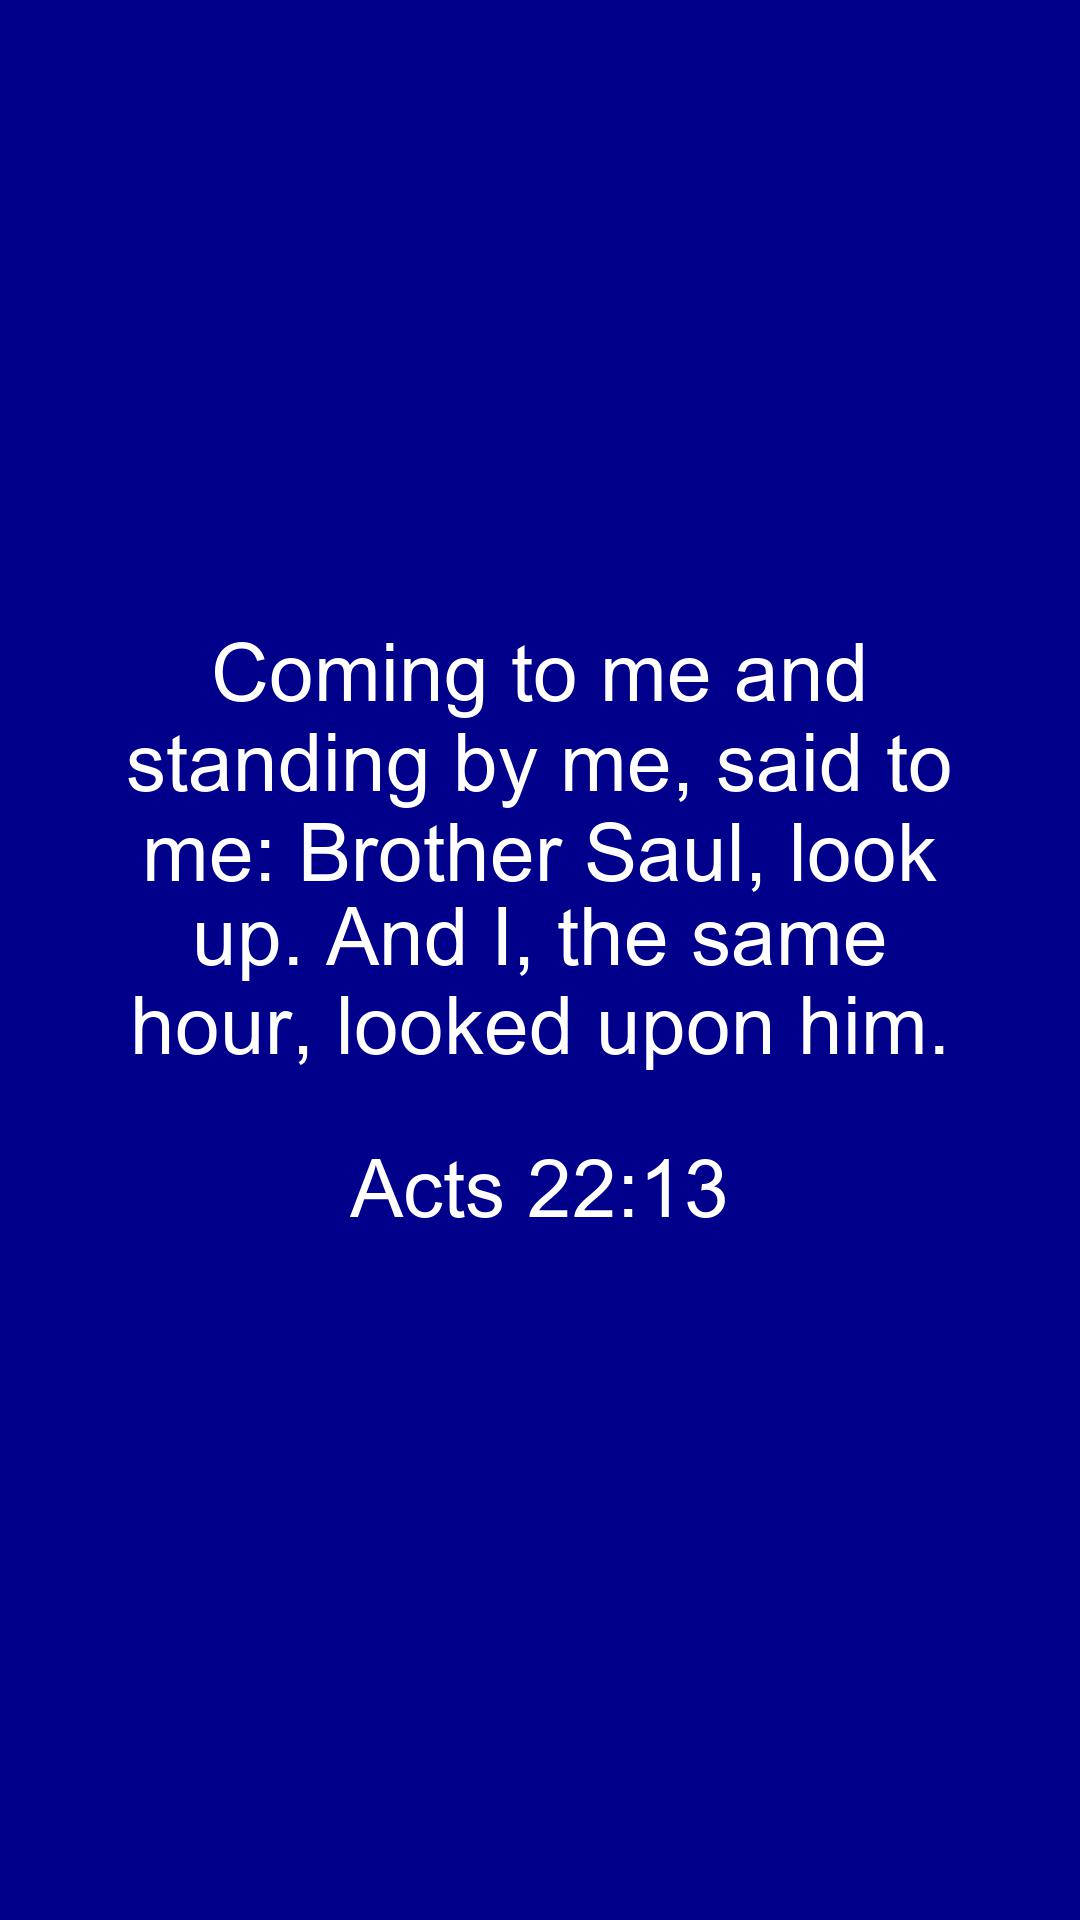 Coming to me and
standing by me, said to
me: Brother Saul, look
up. And I, the same
hour, looked upon him.
Acts 22:13